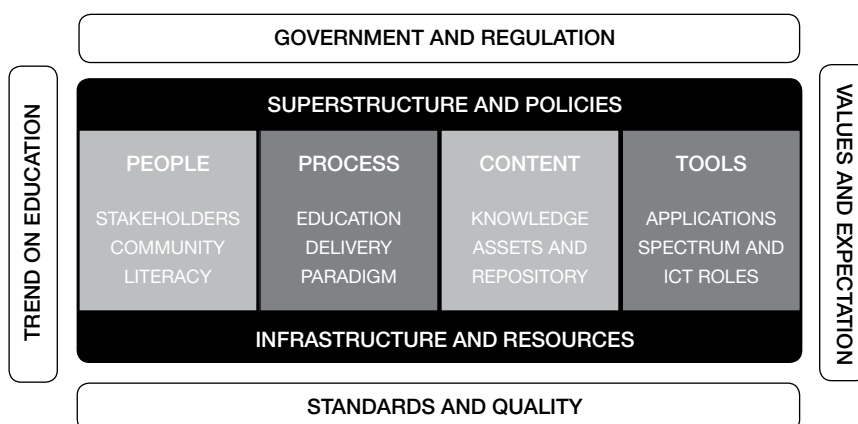 GOVERNMENT AND REGULATION
TREND ON EDUCATION
SUPERSTRUCTURE AND POLICIES
PEOPLE
STAKEHOLDERS
COMMUNITY
LITERACY
PROCESS
EDUCATION
DELIVERY
PARADIGM
CONTENT
KNOWLEDGE
ASSETS AND
REPOSITORY
TOOLS
APPLICATIONS
SPECTRUM AND
ICT ROLES
INFRASTRUCTURE AND RESOURCES
VALUES AND EXPECTATION
STANDARDS AND QUALITY